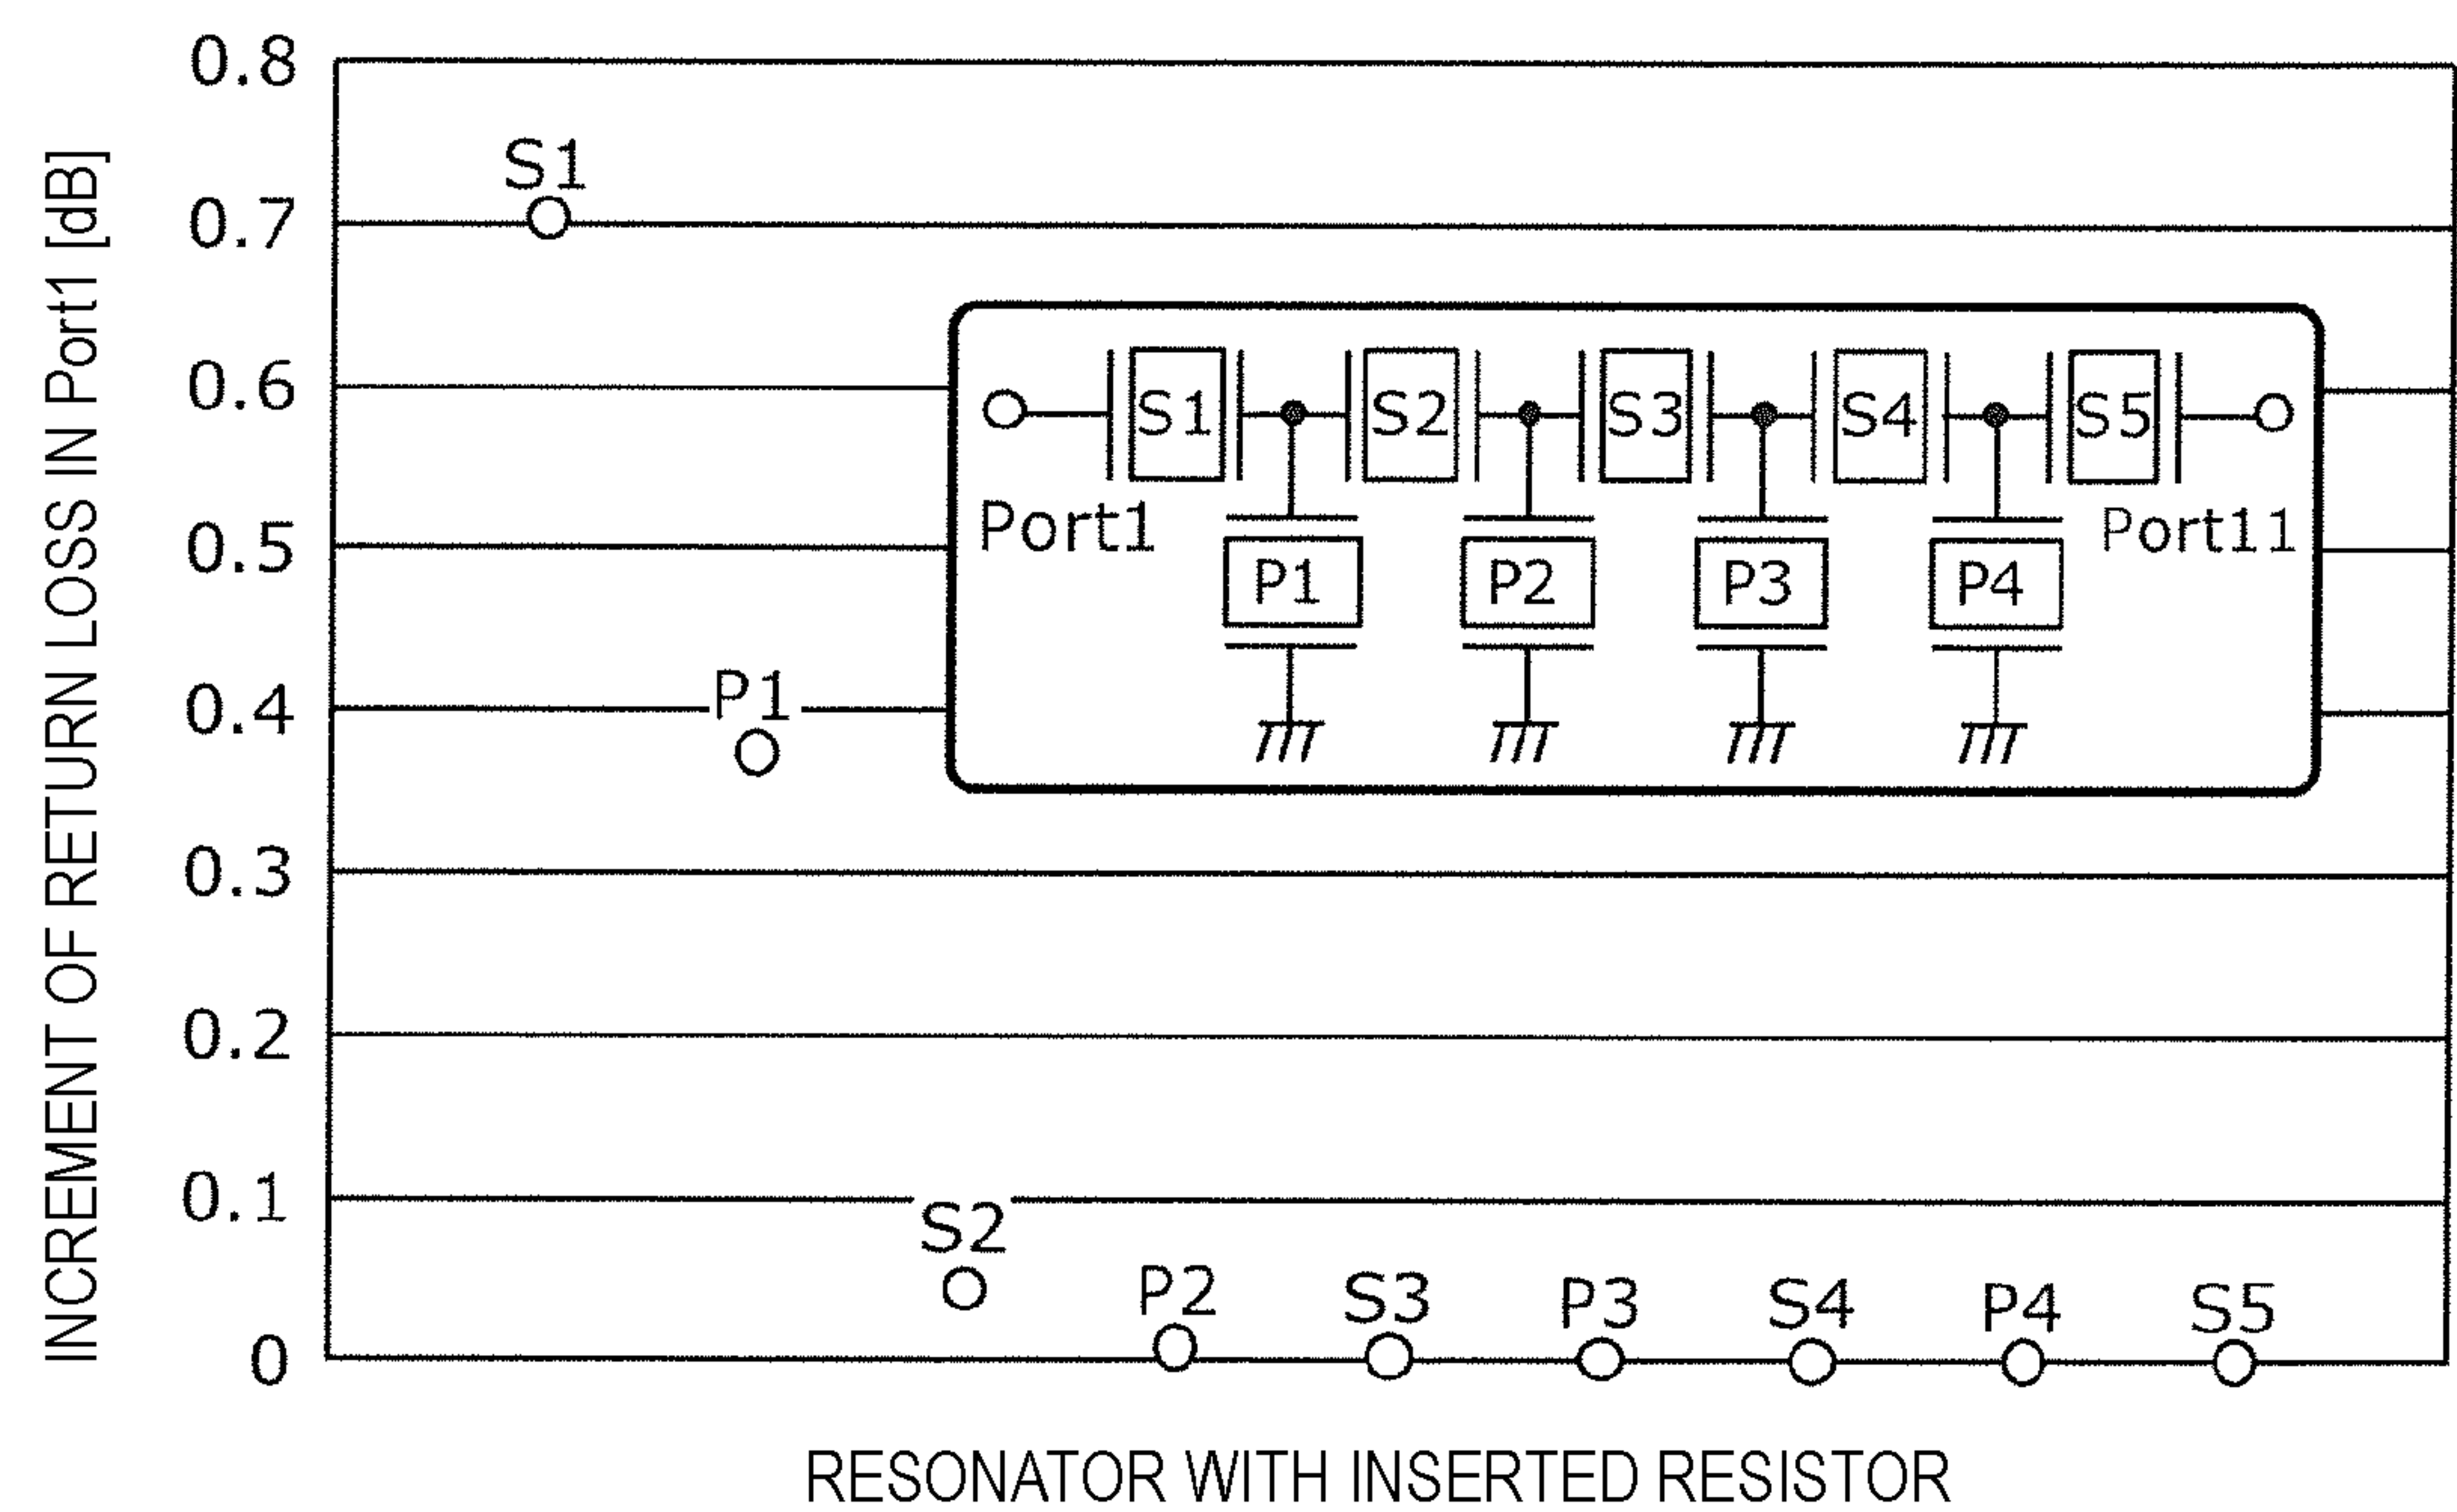 INCREMENT OF RETURN LOSS IN Port1 [dB]
0.8
0.7
0.6
0.5
0.4
0.3
0.2
0.1
0
S1
P1
S2
P2
S3
P3
S4
P4
S5
S1 S2 S3 S4 S5
Port1 Port11
P1 P2 P3 P4
RESONATOR WITH INSERTED RESISTOR